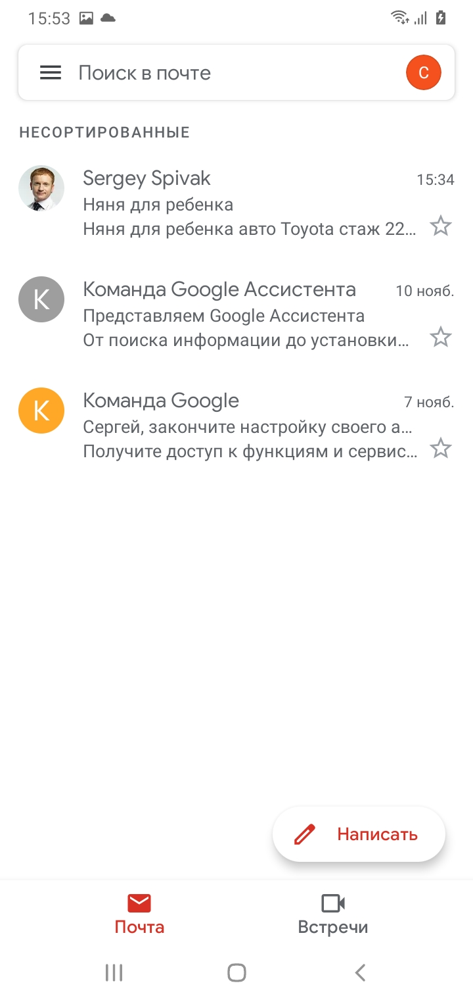 15:53
Поиск в почте
С
НЕСОРТИРОВАННЫЕ
Sergey Spivak
15:34
Няня для ребенка
Няня для ребенка авто Toyota стаж 22...
К
Команда Google Ассистента
10 нояб.
Представляем Google Ассистента
От поиска информации до установки...
К
Команда Google
7 нояб.
Сергей, закончите настройку своего а...
Получите доступ к функциям и сервис...
Написать
Почта
Встречи